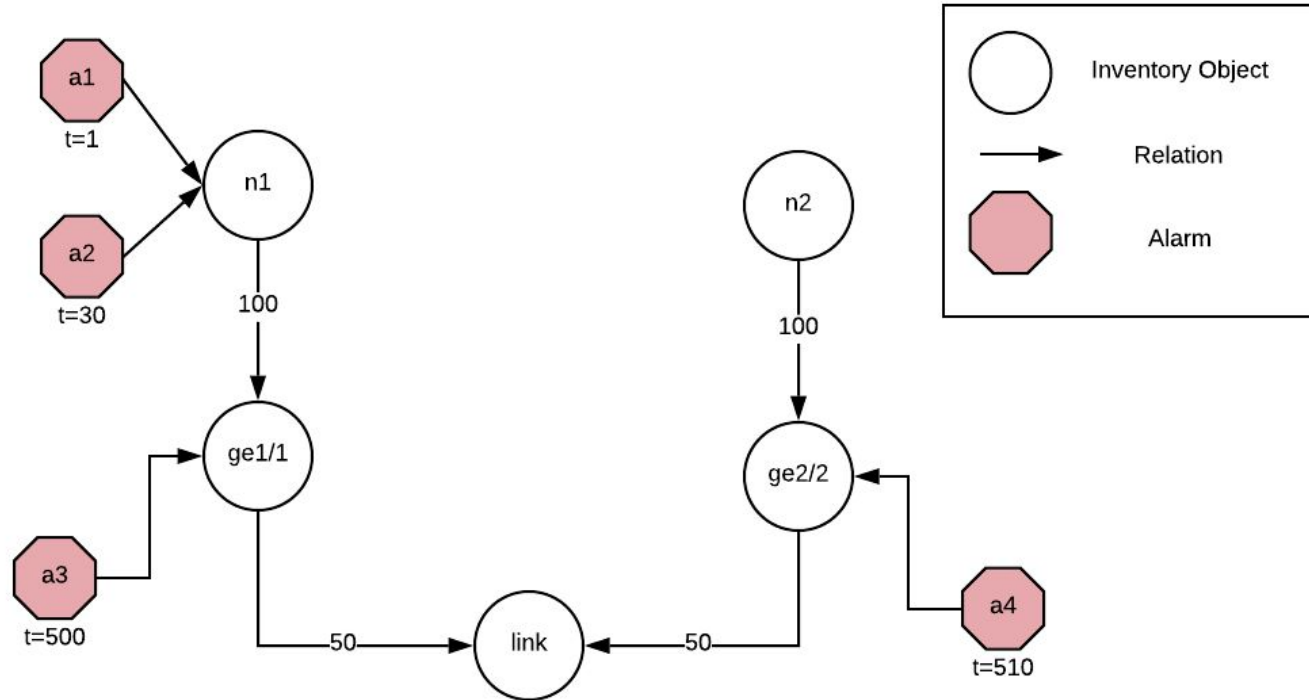 a1
t=1
a2
t=30
n1
100
ge1/1
a3
t=500
50
link
50
n2
100
ge2/2
a4
t=510
Inventory Object
Relation
Alarm